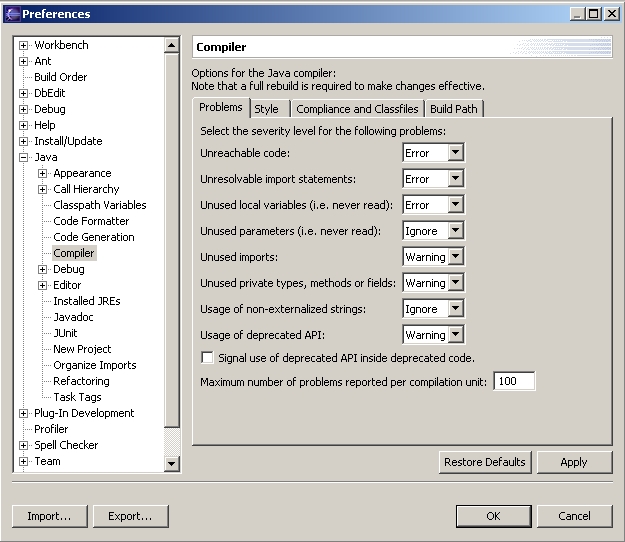 Preferences
Workbench
Ant
Build Order
DbEdit
Debug
Help
Install/Update
Java
Appearance
Call Hierarchy
Classpath Variables
Code Formatter
Code Generation
Compiler
Debug
Editor
Installed JREs
Javadoc
JUnit
New Project
Organize Imports
Refactoring
Task Tags
Plug-In Development
Profiler
Spell Checker
Team
Compiler
Options for the Java compiler:
Note that a full rebuild is required to make changes effective.
Problems Style Compliance and Classfiles Build Path
Select the severity level for the following problems:
Unreachable code: Error
Unresolvable import statements: Error
Unused local variables (i.e. never read): Error
Unused parameters (i.e. never read): Ignore
Unused imports: Warning
Unused private types, methods or fields: Warning
Usage of non-externalized strings: Ignore
Usage of deprecated API: Warning
Signal use of deprecated API inside deprecated code.
Maximum number of problems reported per compilation unit: 100
Restore Defaults Apply
Import... Export... OK Cancel